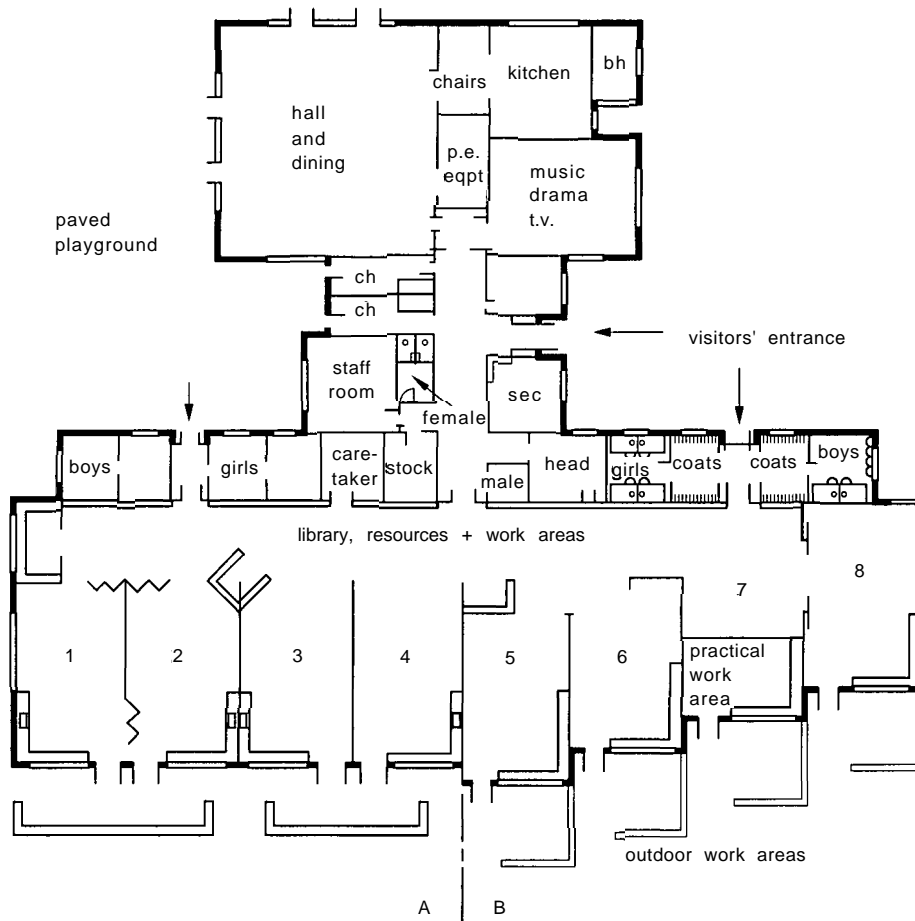 bh
kitchen
chairs
hall
and
dining
p.e.
eqpt
music
drama
t.v.
paved
playground
ch
ch
visitors' entrance
staff
room
sec
female
boys
girls
care-
taker
stock
male
head
girls
coats
coats
boys
library, resources + work areas
1
2
3
4
5
6
7
8
practical
work
area
outdoor work areas
A
B